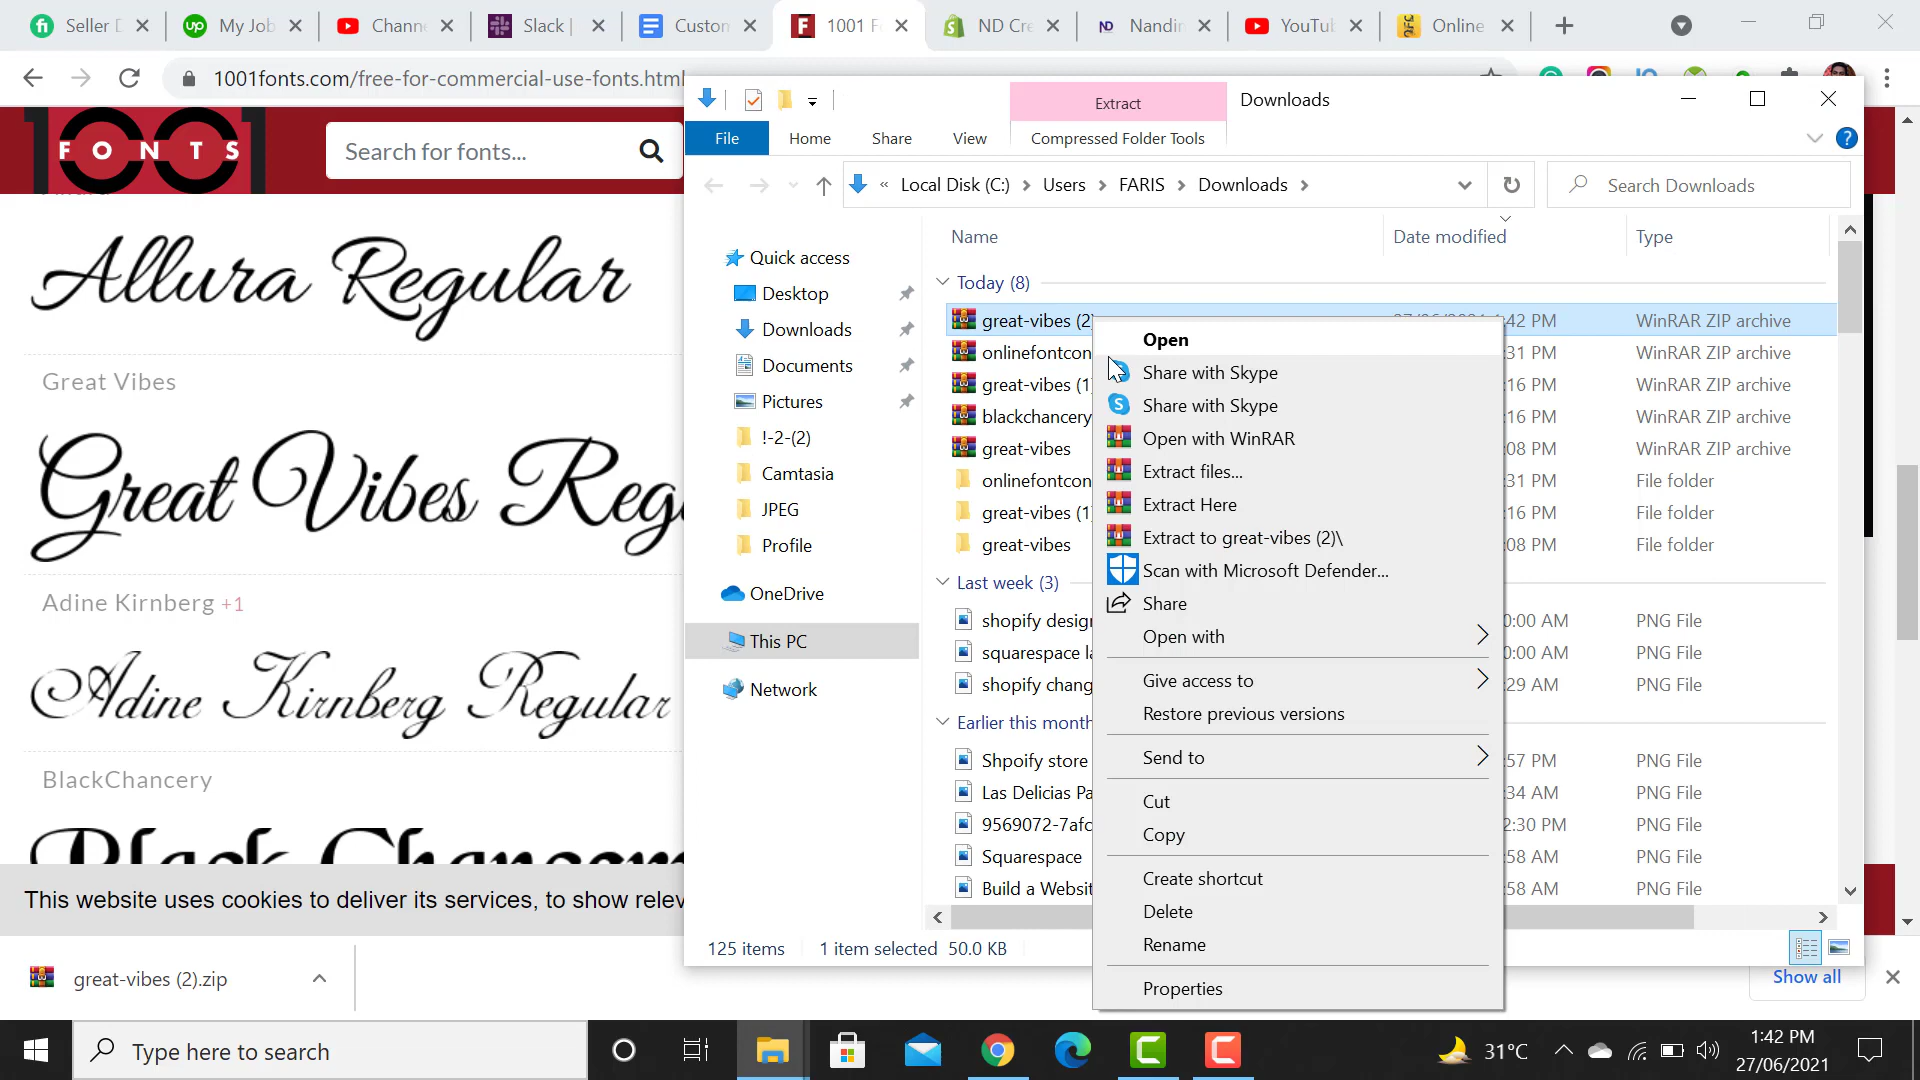 Seller D
My Job
Chann
Slack |
Custom
1001 F
ND Cre
Nandin
YouTub
Online
1001fonts.com/free-for-commercial-use-fonts.html
1001
FONTS
Search for fonts...
Allura Regular
Great Vibes
Great Vibes Reg
Adine Kirnberg +1
Adine Kirnberg Regular
BlackChancery
This website uses cookies to deliver its services, to show relev
great-vibes (2).zip
Show all
Extract
Downloads
File
Home
Share
View
Compressed Folder Tools
« Local Disk (C:) > Users > FARIS > Downloads >
Search Downloads
Name
Date modified
Type
Quick access
Desktop
Downloads
Documents
Pictures
!-2-(2)
Camtasia
JPEG
Profile
OneDrive
This PC
Network
Today (8)
great-vibes (2) :42 PM WinRAR ZIP archive
onlinefontcon :31 PM WinRAR ZIP archive
great-vibes (1) :16 PM WinRAR ZIP archive
blackchancery :16 PM WinRAR ZIP archive
great-vibes :08 PM WinRAR ZIP archive
onlinefontcon :31 PM File folder
great-vibes (1) :16 PM File folder
great-vibes :08 PM File folder
Last week (3)
shopify design 0:00 AM PNG File
squarespace la 0:00 AM PNG File
shopify chang :29 AM PNG File
Earlier this month
Shpoify store :57 PM PNG File
Las Delicias Pa :34 AM PNG File
9569072-7afc 2:30 PM PNG File
Squarespace :58 AM PNG File
Build a Websit :58 AM PNG File
125 items
1 item selected 50.0 KB
Open
Share with Skype
Share with Skype
Open with WinRAR
Extract files...
Extract Here
Extract to great-vibes (2)\
Scan with Microsoft Defender...
Share
Open with
Give access to
Restore previous versions
Send to
Cut
Copy
Create shortcut
Delete
Rename
Properties
Type here to search
31°C
1:42 PM
27/06/2021